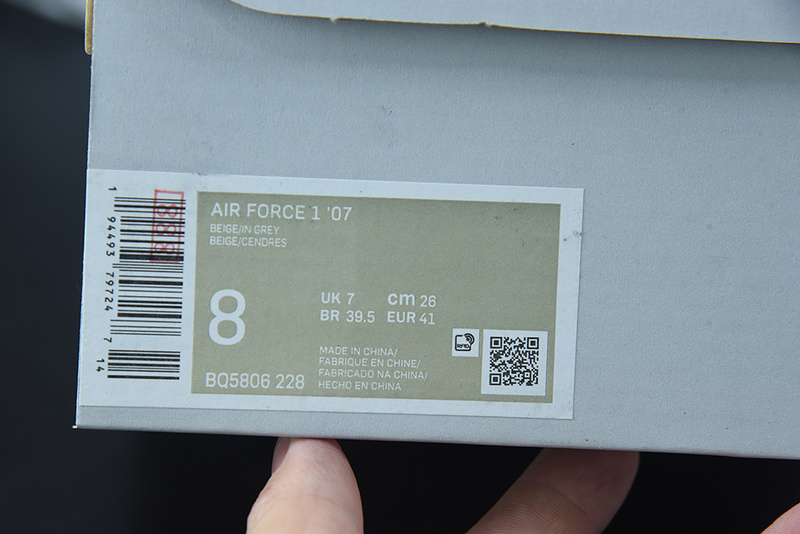 AIR FORCE 1 '07
BEIGE/IN GREY
BEIGE/CENDRES
8
UK 7 cm 26
BR 39.5 EUR 41
MADE IN CHINA/
FABRIQUE EN CHINE/
FABRICADO NA CHINA/
HECHO EN CHINA
BQ5806 228
RFID
1 94493 79724 7 14